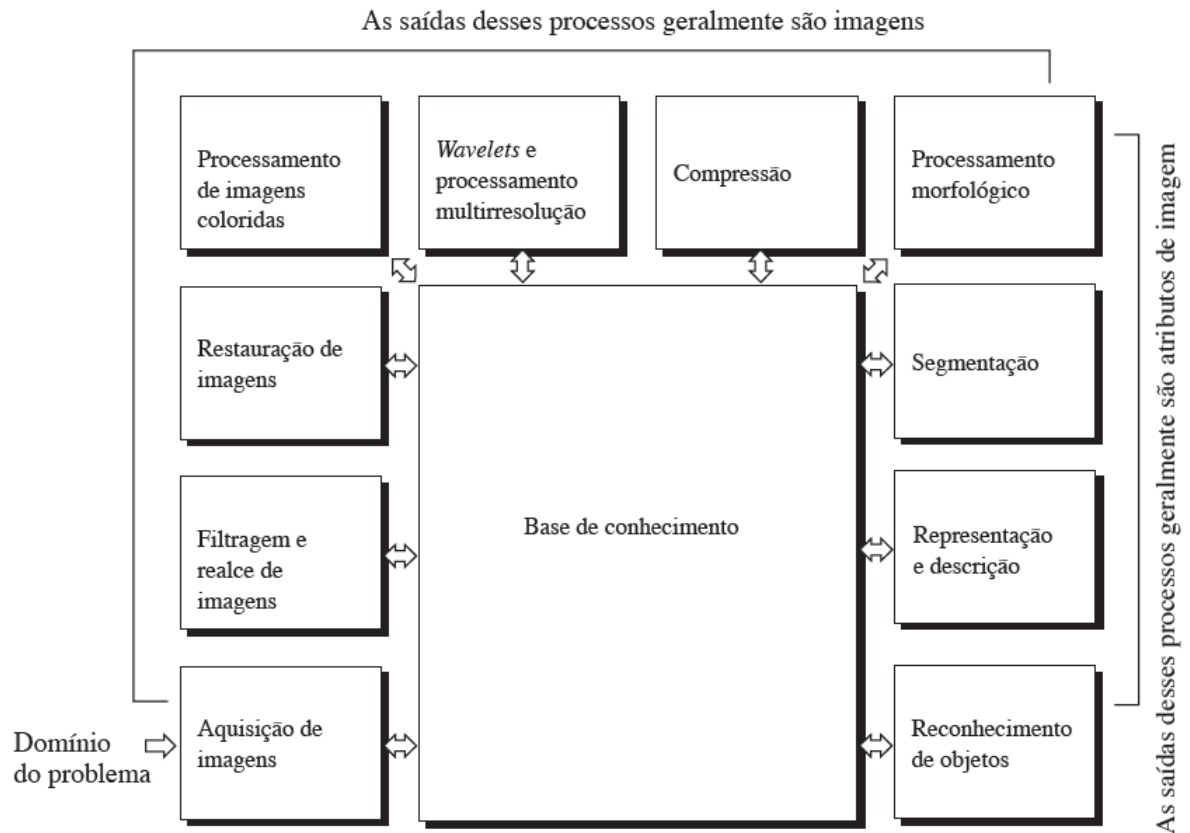 As saídas desses processos geralmente são imagens
Processamento
de imagens
coloridas
Wavelets e
processamento
multirresolução
Compressão
Processamento
morfológico
Restauração de
imagens
Segmentação
Filtragem e
realce de
imagens
Base de conhecimento
Representação
e descrição
Domínio
do problema
Aquisição de
imagens
Reconhecimento
de objetos
As saídas desses processos geralmente são atributos de imagem